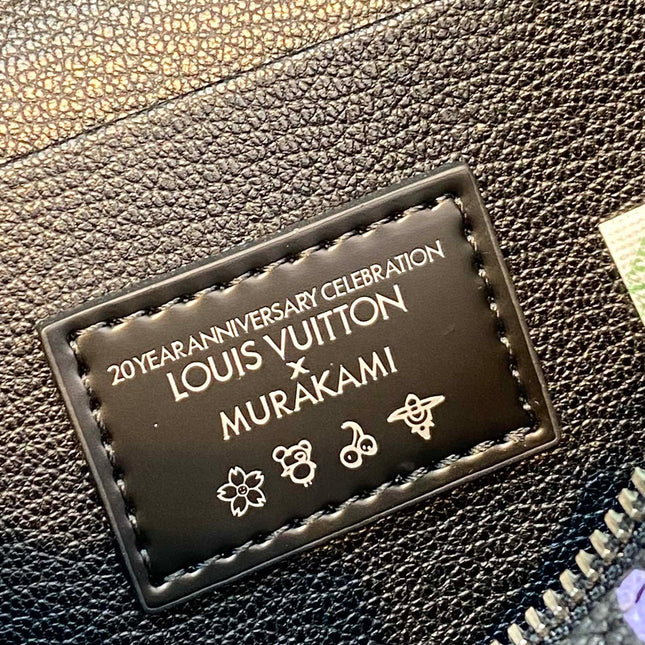 20 YEAR ANNIVERSARY CELEBRATION
LOUIS VUITTON
×
MURAKAMI